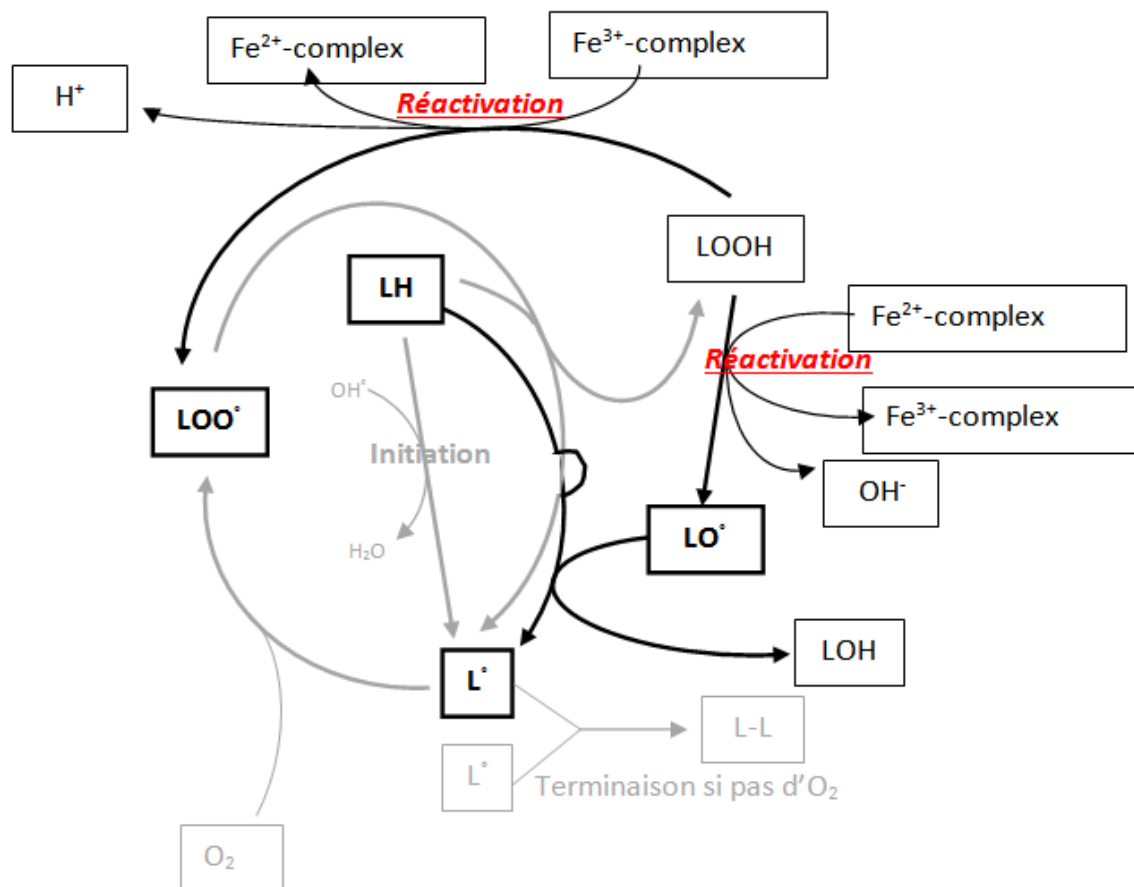 Fe²⁺-complex
Fe³⁺-complex
H⁺
Réactivation
LOOH
LH
Fe²⁺-complex
Réactivation
OH°
LOO°
Fe³⁺-complex
Initiation
OH⁻
LO°
H₂O
LOH
L°
L-L
L°
Terminaison si pas d’O₂
O₂